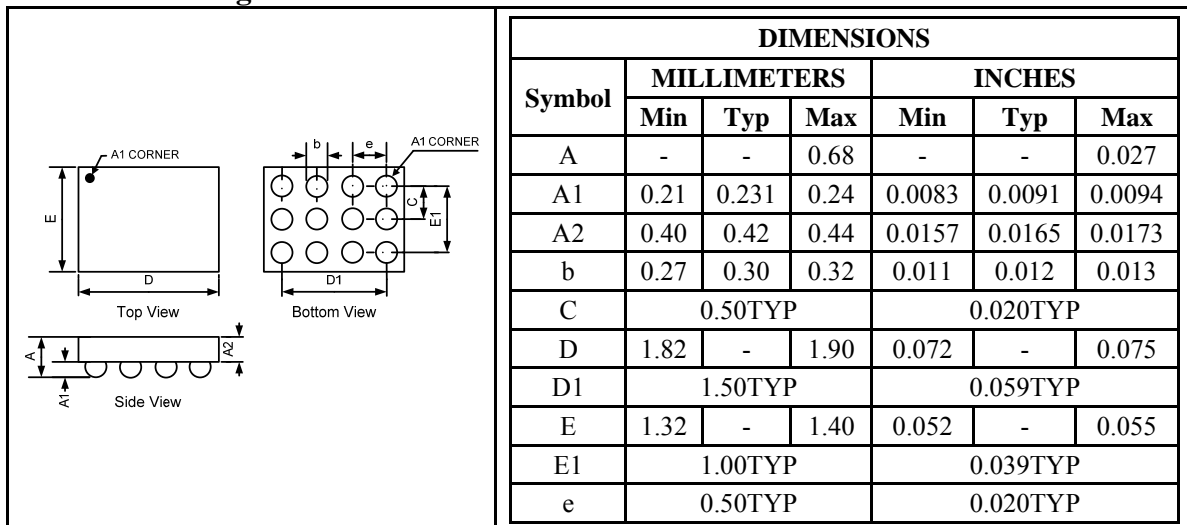 g
A1 CORNER
E
D
Top View
b
e
A1 CORNER
C
E1
D1
Bottom View
A
A1
A2
Side View
DIMENSIONS
Symbol MILLIMETERS INCHES
Min Typ Max Min Typ Max
A - - 0.68 - - 0.027
A1 0.21 0.231 0.24 0.0083 0.0091 0.0094
A2 0.40 0.42 0.44 0.0157 0.0165 0.0173
b 0.27 0.30 0.32 0.011 0.012 0.013
C 0.50TYP 0.020TYP
D 1.82 - 1.90 0.072 - 0.075
D1 1.50TYP 0.059TYP
E 1.32 - 1.40 0.052 - 0.055
E1 1.00TYP 0.039TYP
e 0.50TYP 0.020TYP